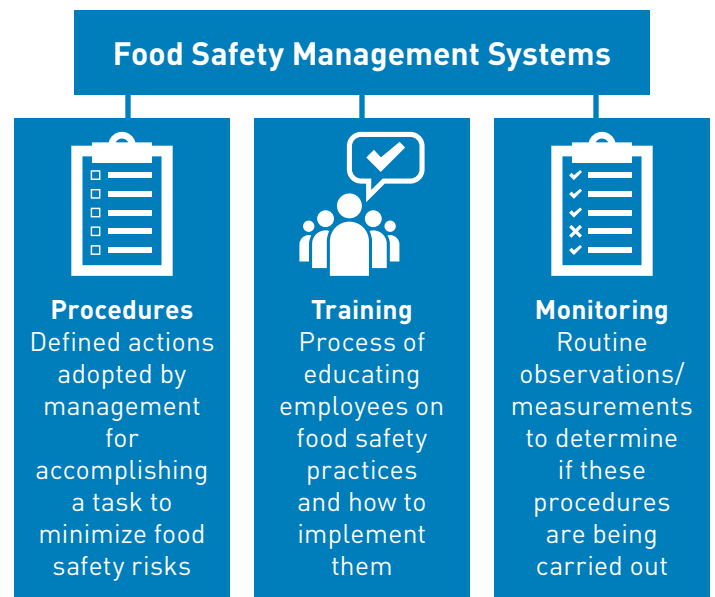 Food Safety Management Systems
Procedures
Defined actions
adopted by
management
for
accomplishing
a task to
minimize food
safety risks
Training
Process of
educating
employees on
food safety
practices
and how to
implement
them
Monitoring
Routine
observations/
measurements
to determine
if these
procedures
are being
carried out